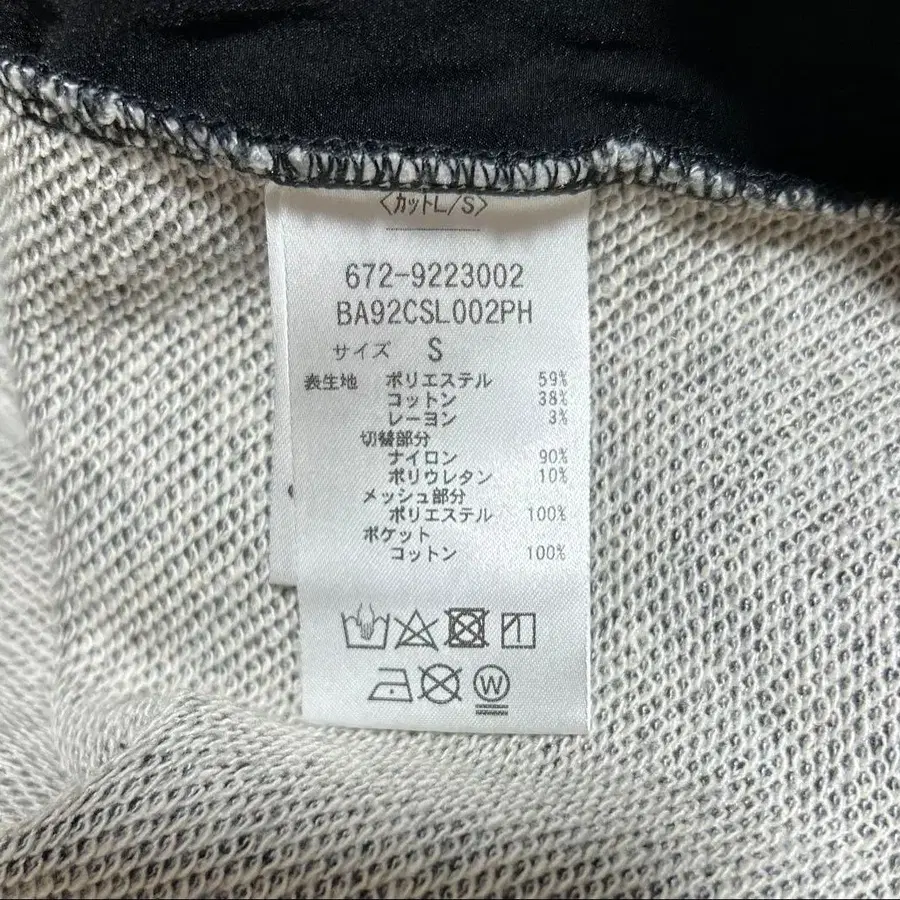 〈カットL/S〉
672-9223002
BA92CSL002PH
サイズ S
表生地 ポリエステル 59%
コットン 38%
レーヨン 3%
切替部分
ナイロン 90%
ポリウレタン 10%
メッシュ部分
ポリエステル 100%
ポケット
コットン 100%
W